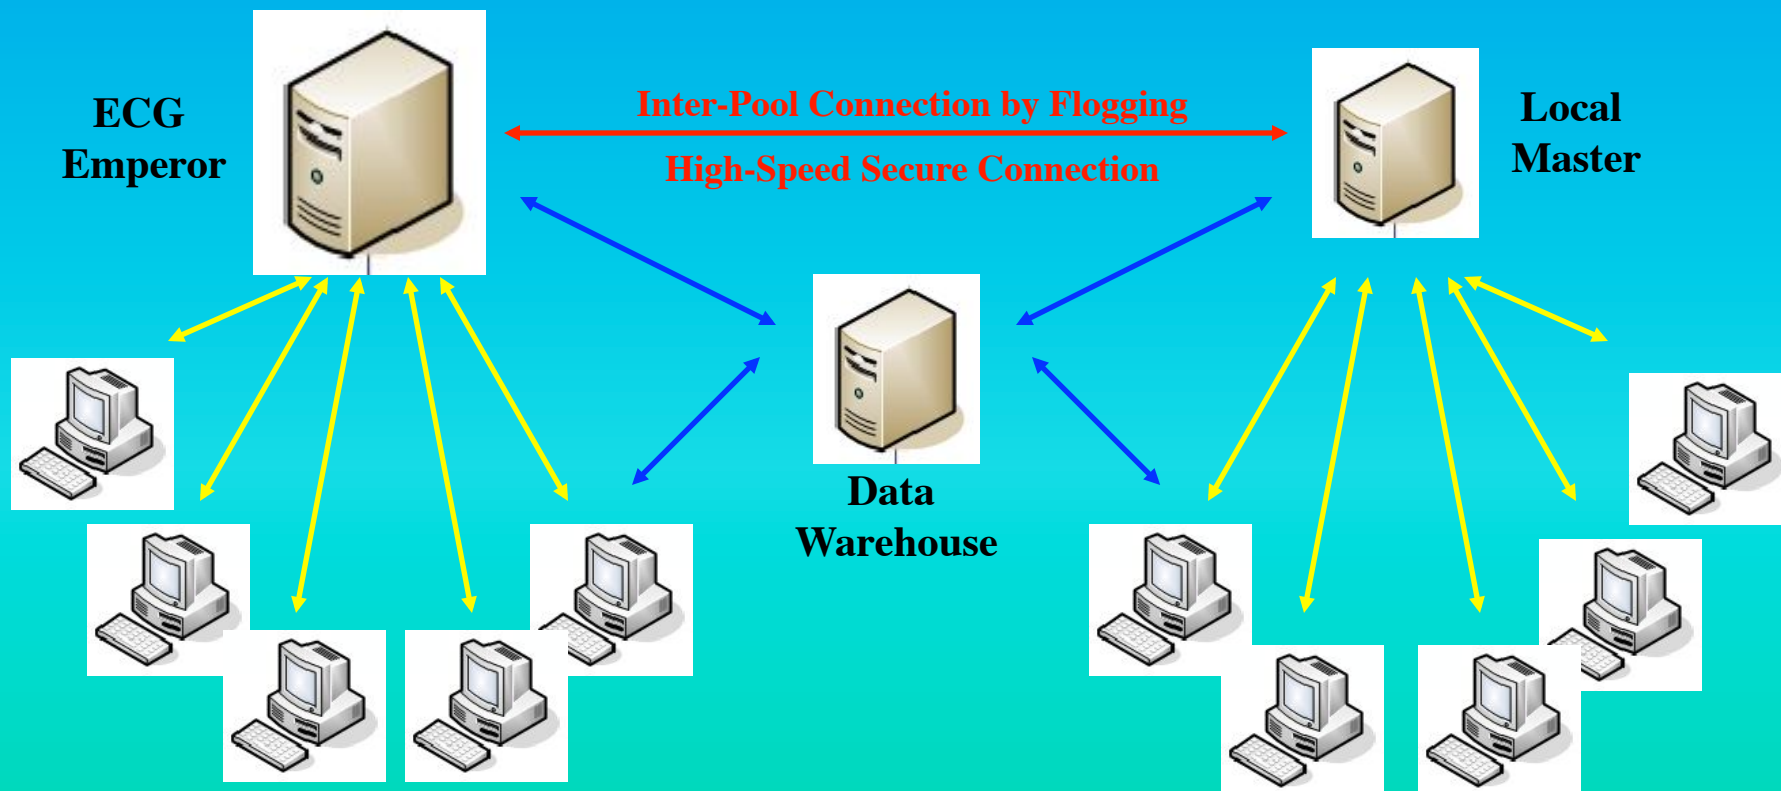 ECG
Emperor
Inter-Pool Connection by Flogging
High-Speed Secure Connection
Local
Master
Data
Warehouse